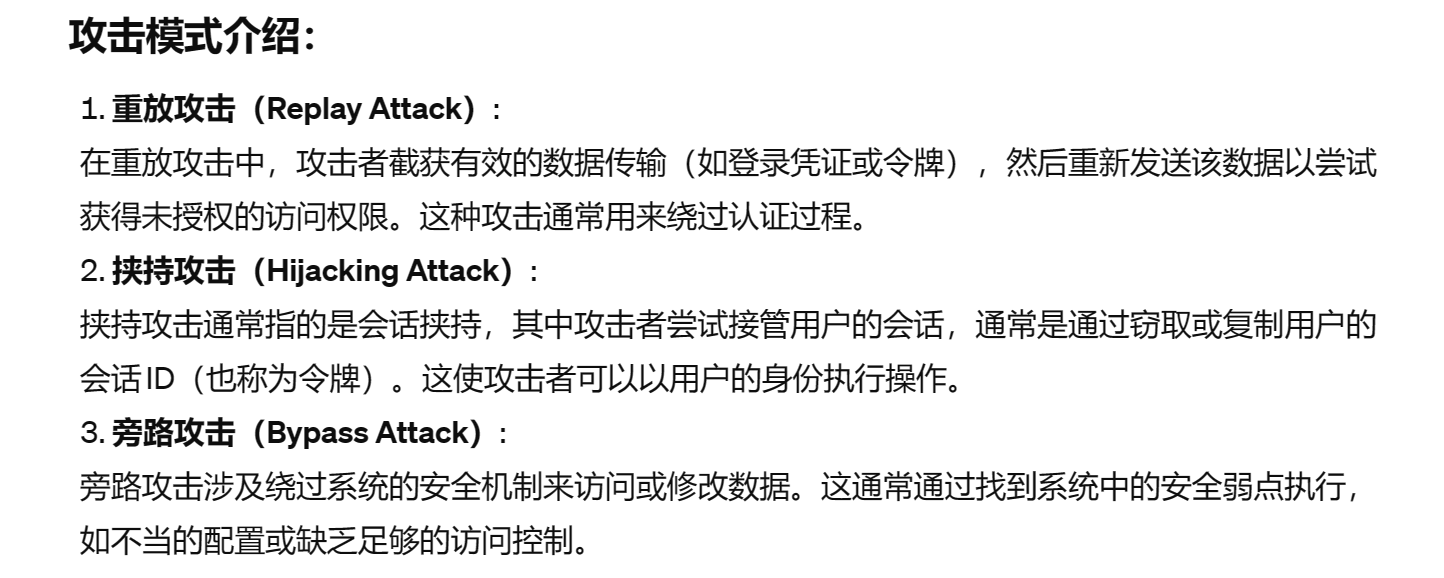 攻击模式介绍：
1. 重放攻击（Replay Attack）：
在重放攻击中，攻击者截获有效的数据传输（如登录凭证或令牌），然后重新发送该数据以尝试
获得未授权的访问权限。这种攻击通常用来绕过认证过程。
2. 挟持攻击（Hijacking Attack）：
挟持攻击通常指的是会话挟持，其中攻击者尝试接管用户的会话，通常是通过窃取或复制用户的
会话ID（也称为令牌）。这使攻击者可以以用户的身份执行操作。
3. 旁路攻击（Bypass Attack）：
旁路攻击涉及绕过系统的安全机制来访问或修改数据。这通常通过找到系统中的安全弱点执行，
如不当的配置或缺乏足够的访问控制。